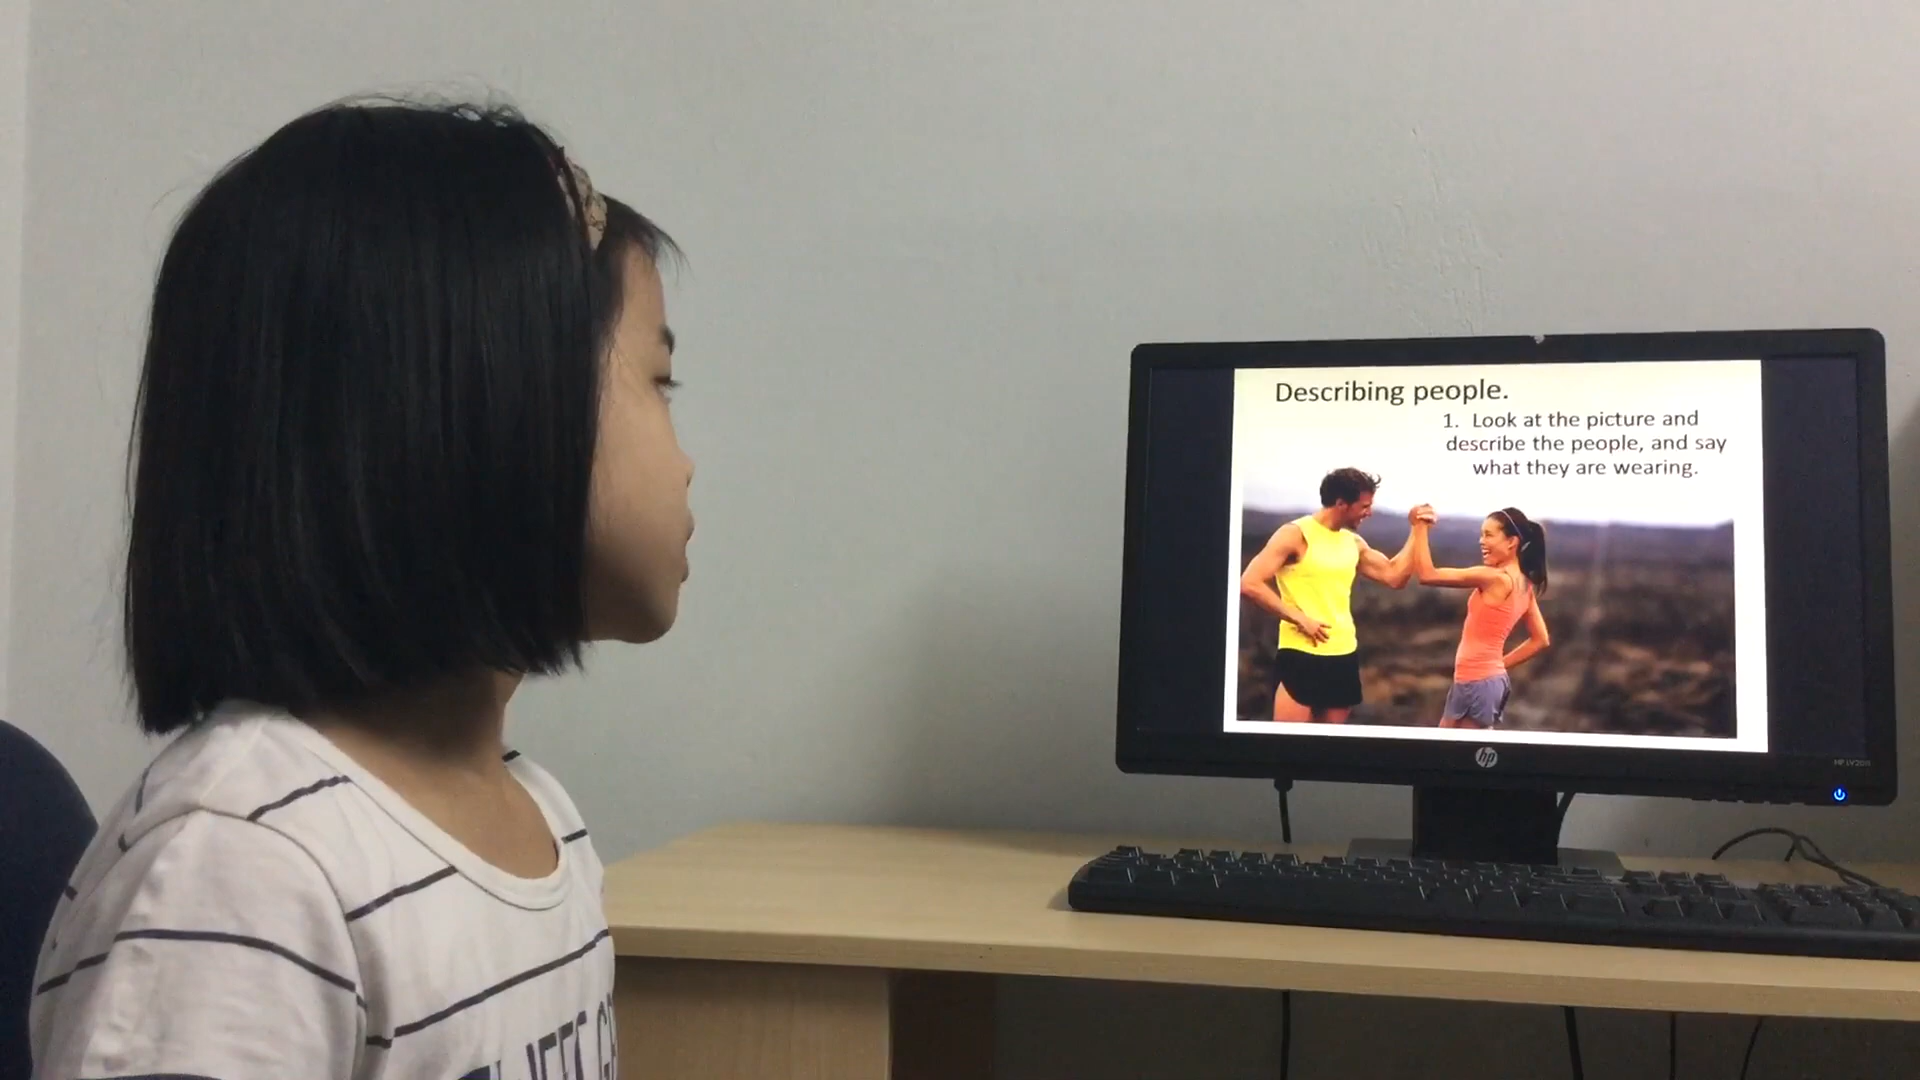 Describing people.
1. Look at the picture and
describe the people, and say
what they are wearing.
hp